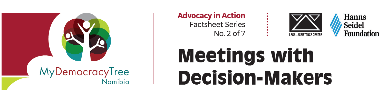 MyDemocracyTree
Namibia
Advocacy in Action
Factsheet Series
No. 2 of 7
Hanns
Seidel
Foundation
Meetings with
Decision-Makers